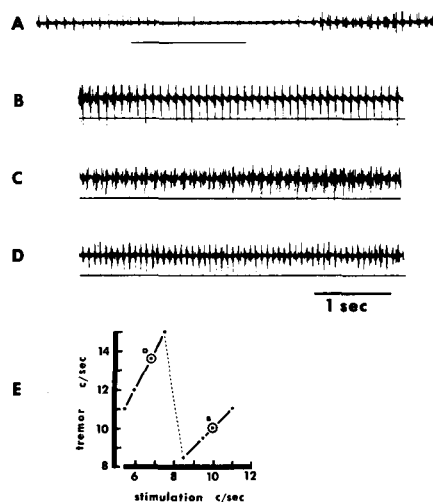 A
B
C
D
1 sec
E
tremor c/sec
14
12
10
8
6 8 10 12
stimulation c/sec